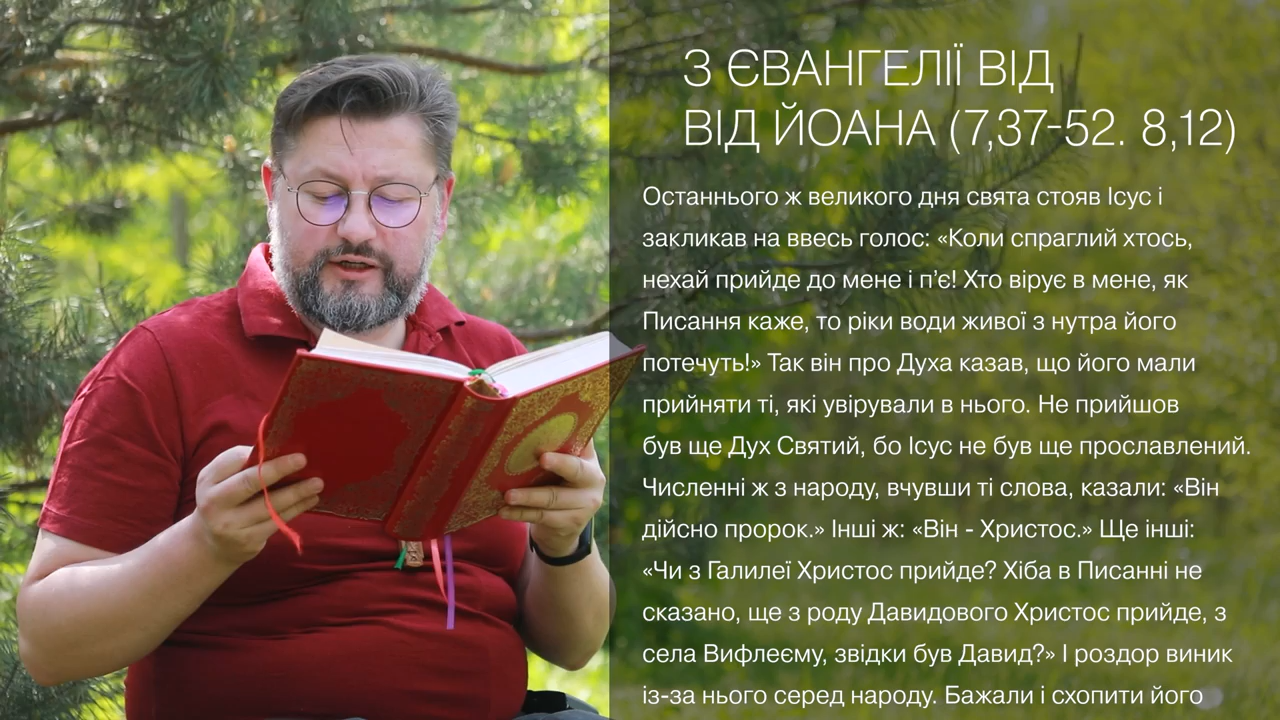 З ЄВАНГЕЛІЇ ВІД
ВІД ЙОАНА (7,37-52. 8,12)
Останнього ж великого дня свята стояв Ісус і
закликав на ввесь голос: «Коли спраглий хтось,
нехай прийде до мене і п’є! Хто вірує в мене, як
Писання каже, то ріки води живої з нутра його
потечуть!» Так він про Духа казав, що його мали
прийняти ті, які увірували в нього. Не прийшов
був ще Дух Святий, бо Ісус не був ще прославлений.
Численні ж з народу, вчувши ті слова, казали: «Він
дійсно пророк.» Інші ж: «Він - Христос.» Ще інші:
«Чи з Галилеї Христос прийде? Хіба в Писанні не
сказано, ще з роду Давидового Христос прийде, з
села Вифлеєму, звідки був Давид?» І роздор виник
із-за нього серед народу. Бажали і схопити його